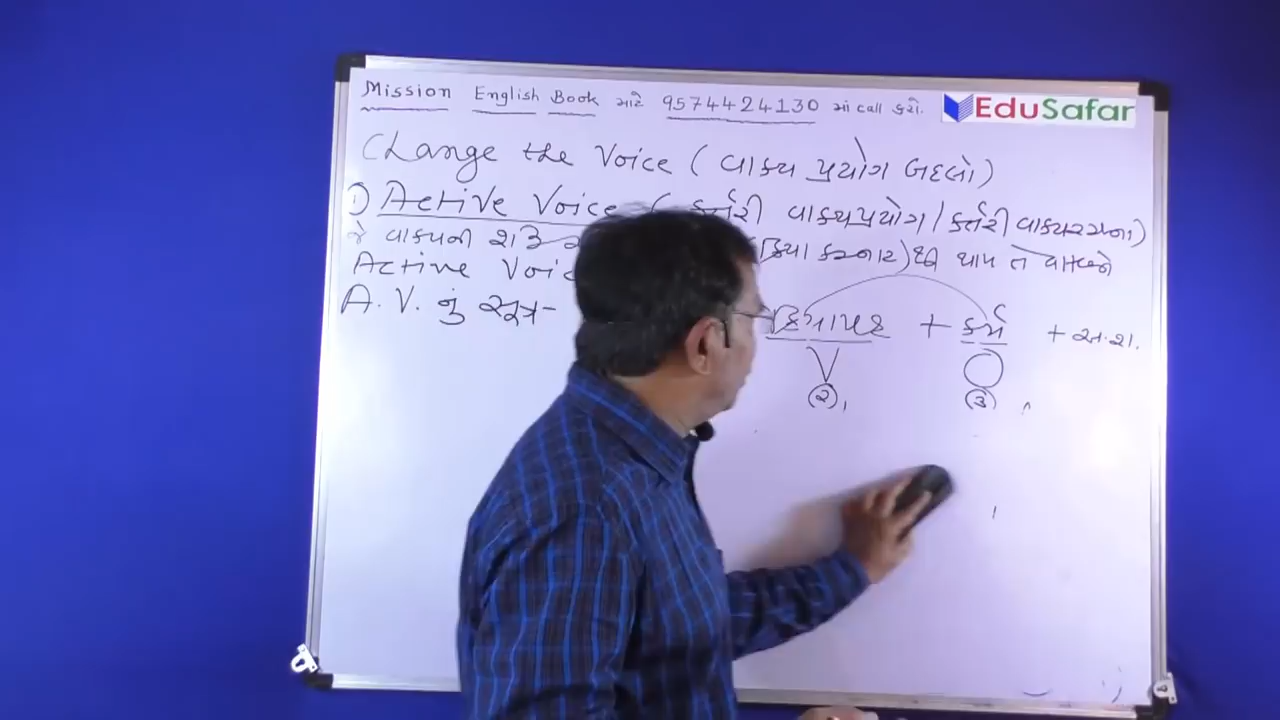 Mission English Book માટે 9574424130 માં call કરો.
EduSafar
Change the Voice (વાક્ય પ્રયોગ બદલો)
1) Active Voice ( કર્તરી વાક્યપ્રયોગ / કર્તરી વાક્યરચના)
જે વાક્યની શરૂ ક્રિયા કરનાર) થી થાય તે વાક્યને
Active Voic
A. V. નું સૂત્ર- ક્રિયાપદ + કર્મ + અ.શ.
V O
(2) (3)